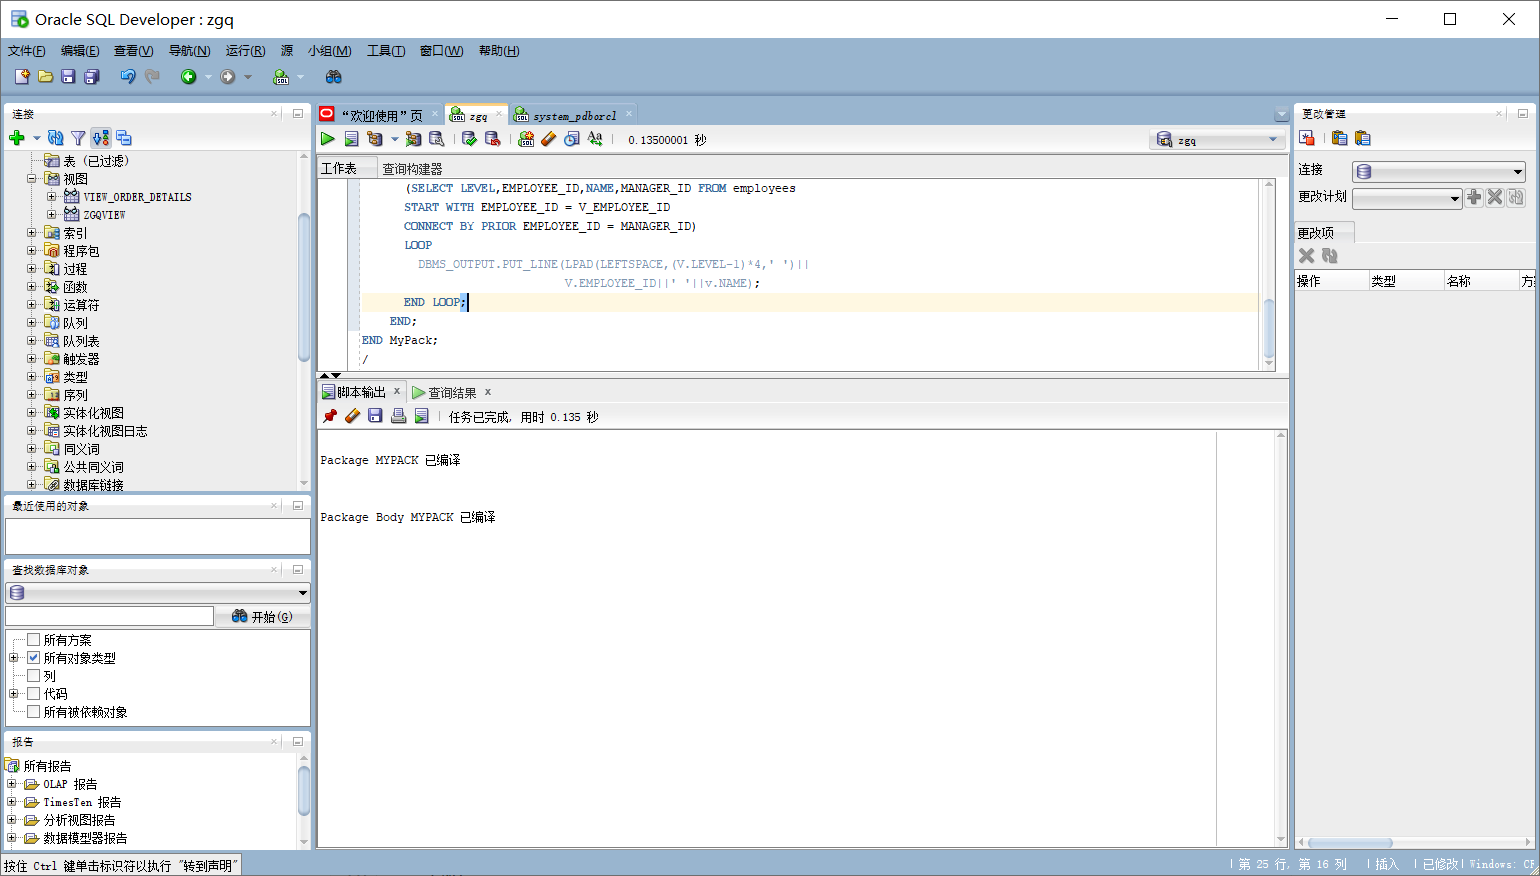 Oracle SQL Developer : zgq
文件(F) 编辑(E) 查看(V) 导航(N) 运行(R) 源 小组(M) 工具(T) 窗口(W) 帮助(H)
连接
表 (已过滤)
视图
VIEW_ORDER_DETAILS
ZGQVIEW
索引
程序包
过程
函数
运算符
队列
队列表
触发器
类型
序列
实体化视图
实体化视图日志
同义词
公共同义词
数据库链接
最近使用的对象
查找数据库对象
开始(G)
所有方案
所有对象类型
列
代码
所有被依赖对象
报告
所有报告
OLAP 报告
TimesTen 报告
分析视图报告
数据模型器报告
“欢迎使用”页 zgq system_pdborcl
0.13500001 秒 zgq
工作表 查询构建器
(SELECT LEVEL,EMPLOYEE_ID,NAME,MANAGER_ID FROM employees
START WITH EMPLOYEE_ID = V_EMPLOYEE_ID
CONNECT BY PRIOR EMPLOYEE_ID = MANAGER_ID)
LOOP
DBMS_OUTPUT.PUT_LINE(LPAD(LEFTSPACE,(V.LEVEL-1)*4,' ')||
V.EMPLOYEE_ID||' '||v.NAME);
END LOOP;
END;
END MyPack;
/
脚本输出 x 查询结果 x
任务已完成, 用时 0.135 秒
Package MYPACK 已编译
Package Body MYPACK 已编译
更改管理
连接
更改计划
更改项
操作 类型 名称
按住 Ctrl 键单击标识符以执行 "转到声明"
第 25 行, 第 16 列 插入 已修改 Windows: CR